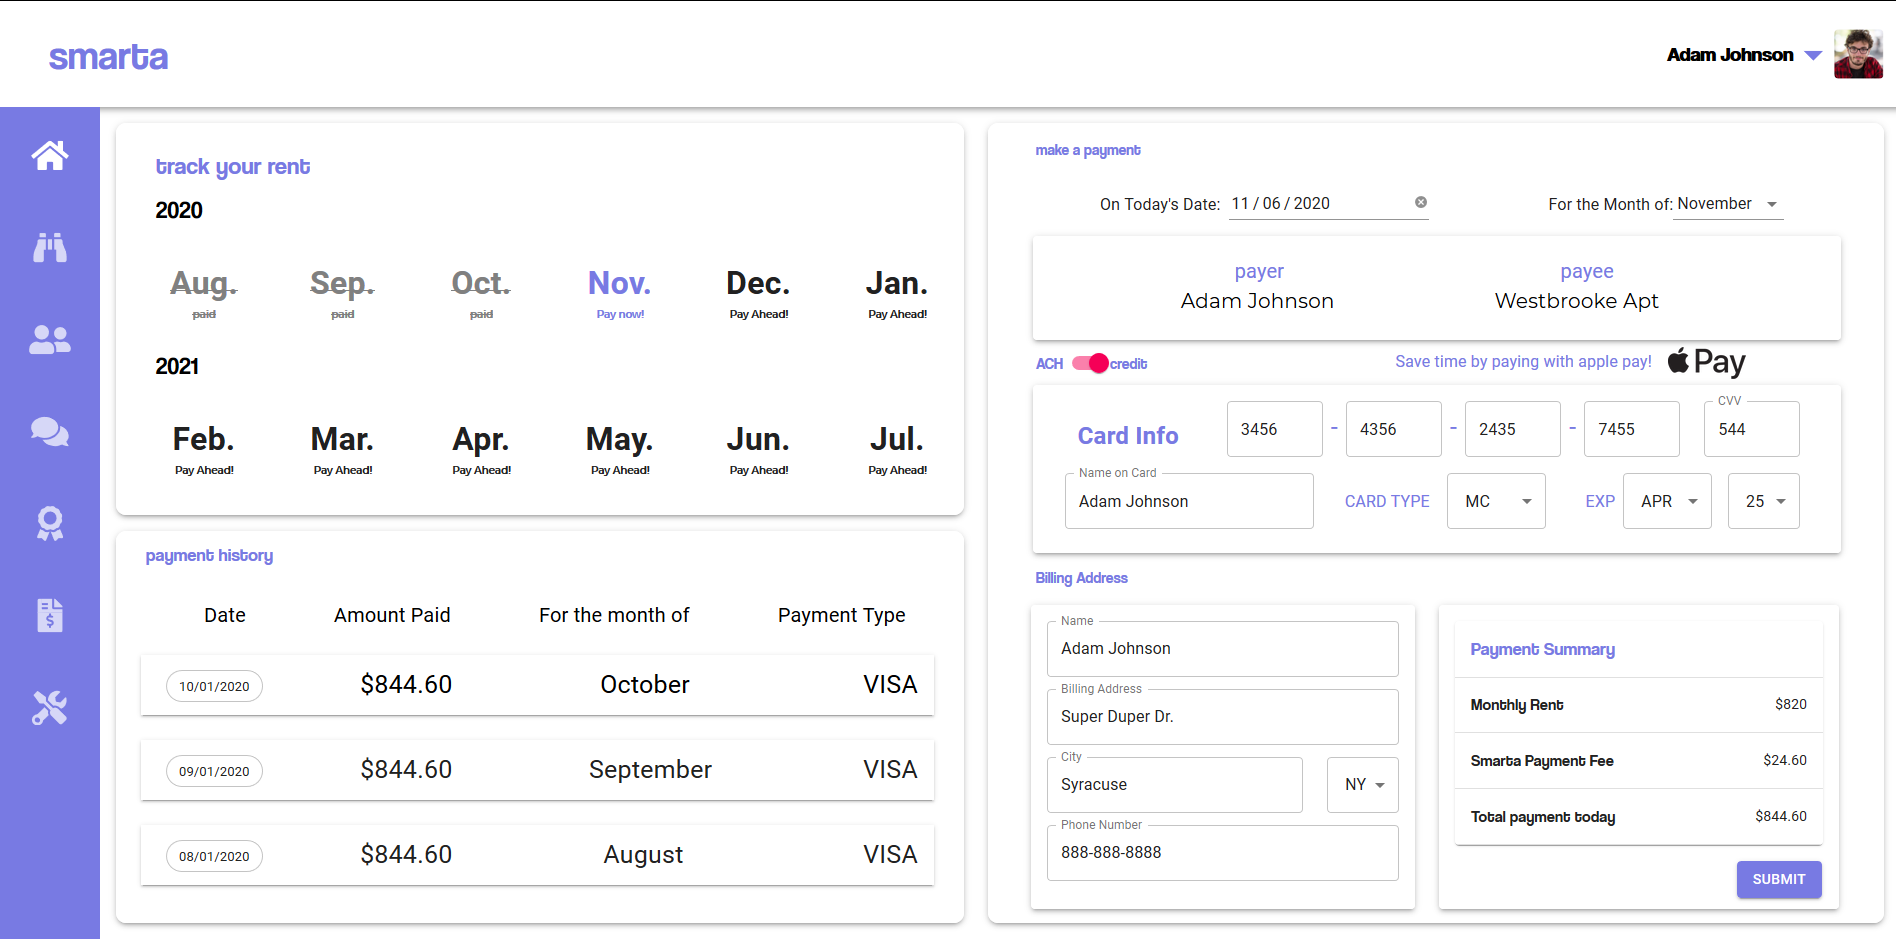 smarta
Adam Johnson
track your rent
2020
Aug. Sep. Oct. Nov. Dec. Jan.
paid paid paid Pay now! Pay Ahead! Pay Ahead!
2021
Feb. Mar. Apr. May. Jun. Jul.
Pay Ahead! Pay Ahead! Pay Ahead! Pay Ahead! Pay Ahead! Pay Ahead!
payment history
Date Amount Paid For the month of Payment Type
10/01/2020 $844.60 October VISA
09/01/2020 $844.60 September VISA
08/01/2020 $844.60 August VISA
make a payment
On Today's Date: 11 / 06 / 2020 For the Month of: November
payer payee
Adam Johnson Westbrooke Apt
ACH credit Save time by paying with apple pay! Pay
CVV
Card Info 3456 - 4356 - 2435 - 7455 544
Name on Card
Adam Johnson CARD TYPE MC EXP APR 25
Billing Address
Name
Adam Johnson
Billing Address
Super Duper Dr.
City
Syracuse NY
Phone Number
888-888-8888
Payment Summary
Monthly Rent $820
Smarta Payment Fee $24.60
Total payment today $844.60
SUBMIT